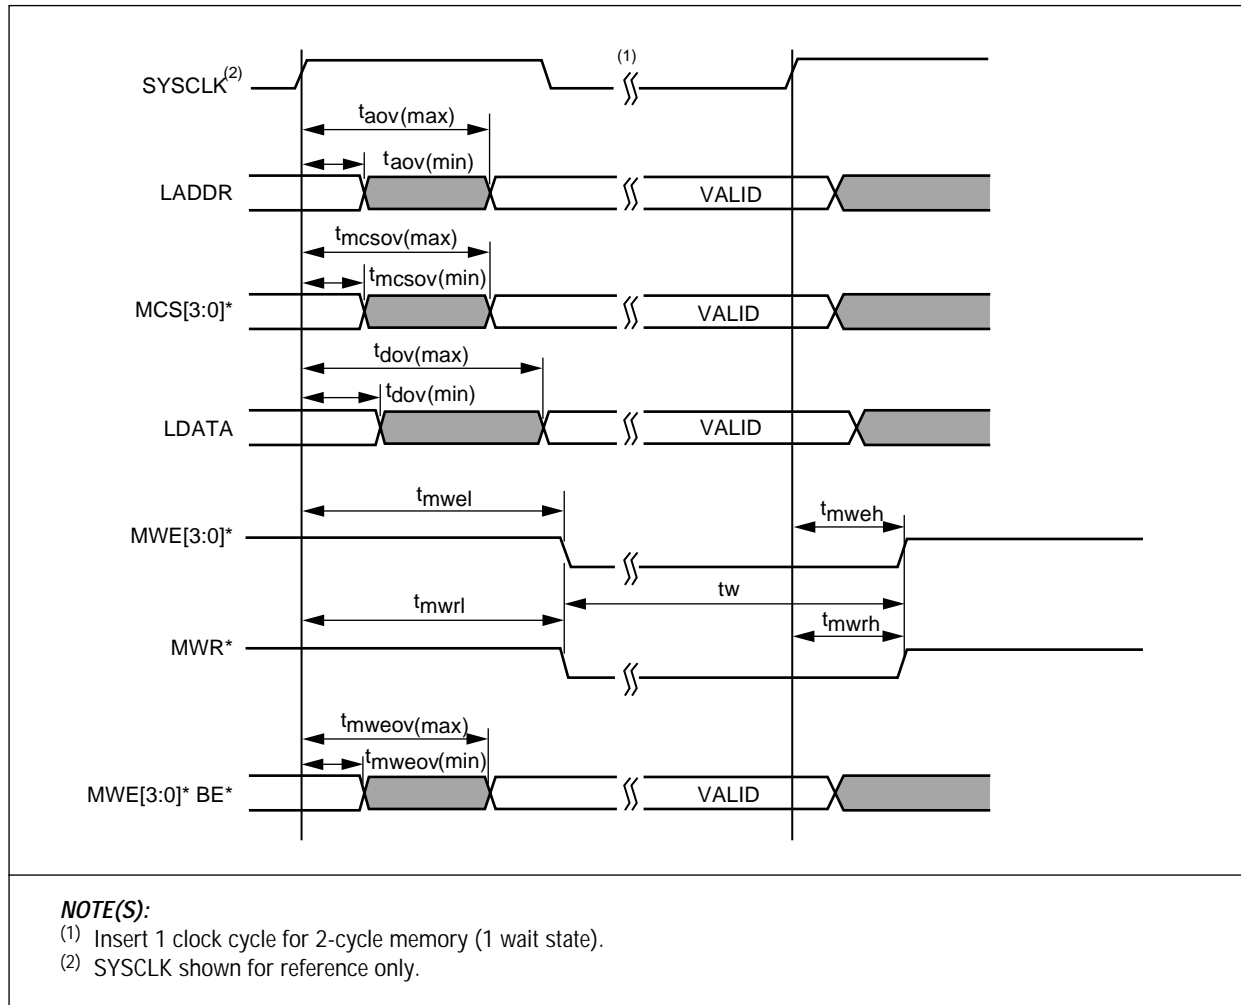 (1)
SYSCLK(2)
taov(max)
taov(min)
LADDR
VALID
tmcsov(max)
tmcsov(min)
MCS[3:0]*
VALID
tdov(max)
tdov(min)
LDATA
VALID
tmwel
tmweh
MWE[3:0]*
tw
tmwrl
tmwrh
MWR*
tmweov(max)
tmweov(min)
MWE[3:0]* BE*
VALID
NOTE(S):
(1) Insert 1 clock cycle for 2-cycle memory (1 wait state).
(2) SYSCLK shown for reference only.